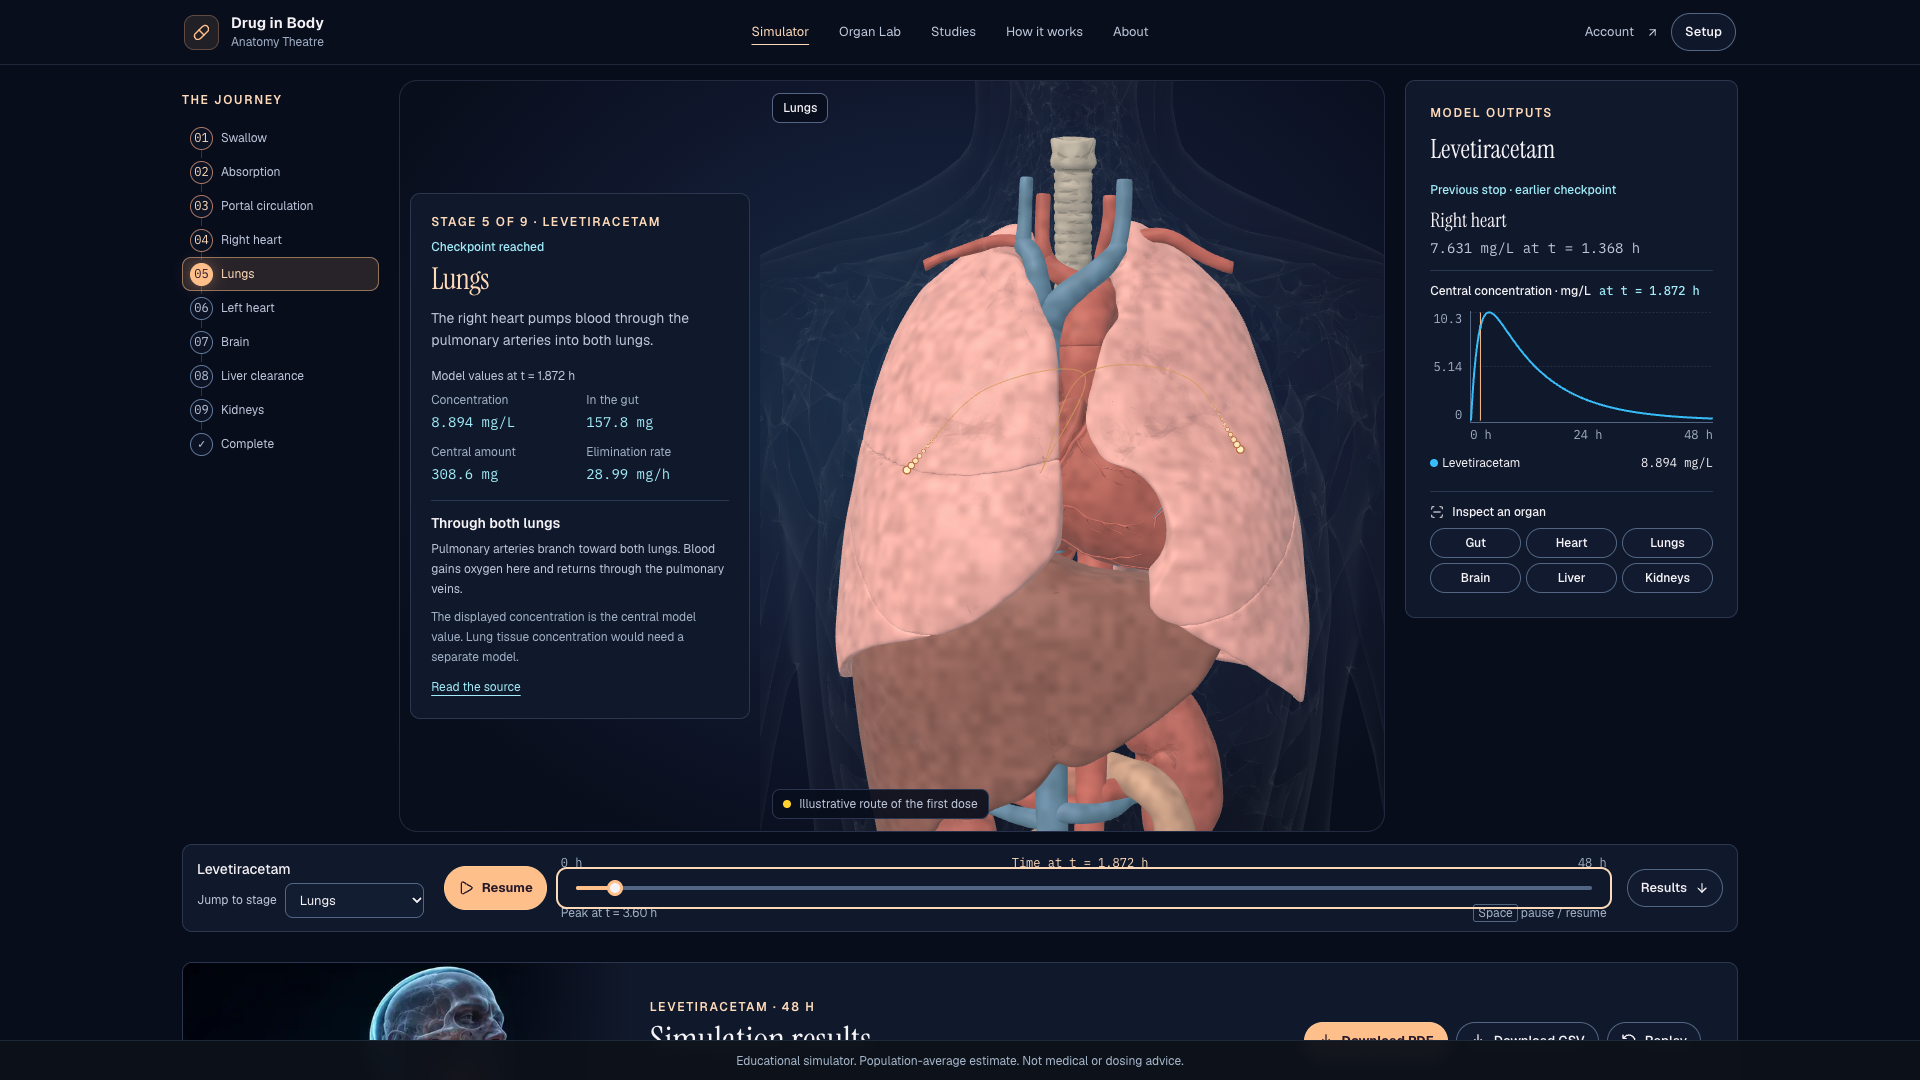 Drug in Body
Anatomy Theatre
Simulator
Organ Lab
Studies
How it works
About
Account
Setup
THE JOURNEY
01 Swallow
02 Absorption
03 Portal circulation
04 Right heart
05 Lungs
06 Left heart
07 Brain
08 Liver clearance
09 Kidneys
✓ Complete
Lungs
STAGE 5 OF 9 · LEVETIRACETAM
Checkpoint reached
Lungs
The right heart pumps blood through the
pulmonary arteries into both lungs.
Model values at t = 1.872 h
Concentration
8.894 mg/L
In the gut
157.8 mg
Central amount
308.6 mg
Elimination rate
28.99 mg/h
Through both lungs
Pulmonary arteries branch toward both lungs. Blood
gains oxygen here and returns through the pulmonary
veins.
The displayed concentration is the central model
value. Lung tissue concentration would need a
separate model.
Read the source
Illustrative route of the first dose
MODEL OUTPUTS
Levetiracetam
Previous stop · earlier checkpoint
Right heart
7.631 mg/L at t = 1.368 h
Central concentration · mg/L at t = 1.872 h
10.3
5.14
0
0 h
24 h
48 h
Levetiracetam
8.894 mg/L
Inspect an organ
Gut
Heart
Lungs
Brain
Liver
Kidneys
Levetiracetam
Jump to stage
Lungs
Resume
0 h
Time at t = 1.872 h
48 h
Peak at t = 3.60 h
Space pause / resume
Results
LEVETIRACETAM · 48 H
Simulation results
Download PDF
Download CSV
Replay
Educational simulator. Population-average estimate. Not medical or dosing advice.